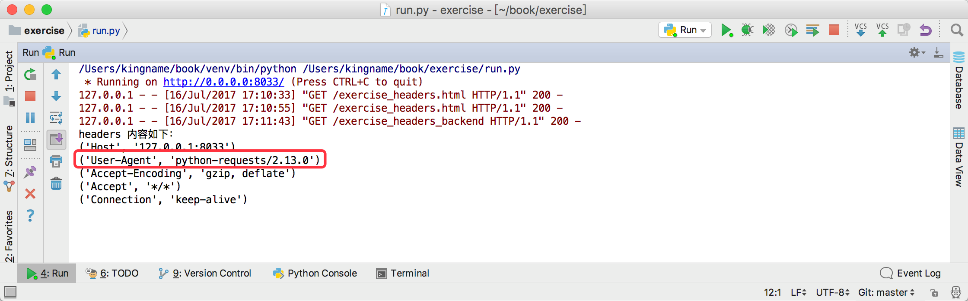 run.py - exercise - [~/book/exercise]
exercise
run.py
Run
VCS
VCS
Run
Run
1: Project
Structure
2: Favorites
Database
Data View
/Users/kingname/book/venv/bin/python /Users/kingname/book/exercise/run.py
* Running on http://0.0.0.0:8033/ (Press CTRL+C to quit)
127.0.0.1 - - [16/Jul/2017 17:10:33] "GET /exercise_headers.html HTTP/1.1" 200 -
127.0.0.1 - - [16/Jul/2017 17:10:55] "GET /exercise_headers.html HTTP/1.1" 200 -
127.0.0.1 - - [16/Jul/2017 17:11:43] "GET /exercise_headers_backend HTTP/1.1" 200 -
headers 内容如下:
('Host', '127.0.0.1:8033')
('User-Agent', 'python-requests/2.13.0')
('Accept-Encoding', 'gzip, deflate')
('Accept', '*/*')
('Connection', 'keep-alive')
4: Run
6: TODO
9: Version Control
Python Console
Terminal
Event Log
12:1
LF
UTF-8
Git: master